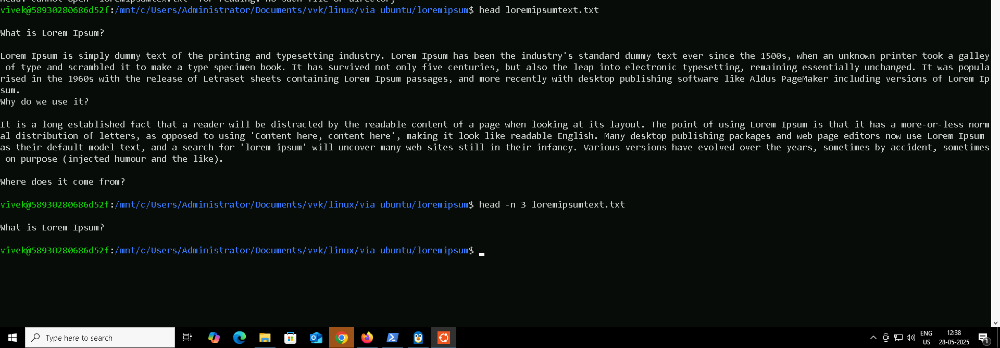 head: cannot open 'loremipsumtex.txt' for reading: No such file or directory
vivek@58930280686d52f:/mnt/c/Users/Administrator/Documents/vvk/linux/via ubuntu/loremipsum$ head loremipsumtext.txt
What is Lorem Ipsum?
Lorem Ipsum is simply dummy text of the printing and typesetting industry. Lorem Ipsum has been the industry's standard dummy text ever since the 1500s, when an unknown printer took a galley
of type and scrambled it to make a type specimen book. It has survived not only five centuries, but also the leap into electronic typesetting, remaining essentially unchanged. It was popula
rised in the 1960s with the release of Letraset sheets containing Lorem Ipsum passages, and more recently with desktop publishing software like Aldus PageMaker including versions of Lorem Ip
sum.
Why do we use it?
It is a long established fact that a reader will be distracted by the readable content of a page when looking at its layout. The point of using Lorem Ipsum is that it has a more-or-less norm
al distribution of letters, as opposed to using 'Content here, content here', making it look like readable English. Many desktop publishing packages and web page editors now use Lorem Ipsum
as their default model text, and a search for 'lorem ipsum' will uncover many web sites still in their infancy. Various versions have evolved over the years, sometimes by accident, sometimes
on purpose (injected humour and the like).
Where does it come from?
vivek@58930280686d52f:/mnt/c/Users/Administrator/Documents/vvk/linux/via ubuntu/loremipsum$ head -n 3 loremipsumtext.txt
What is Lorem Ipsum?
vivek@58930280686d52f:/mnt/c/Users/Administrator/Documents/vvk/linux/via ubuntu/loremipsum$
Type here to search
ENG
US
12:38
28-05-2025
1